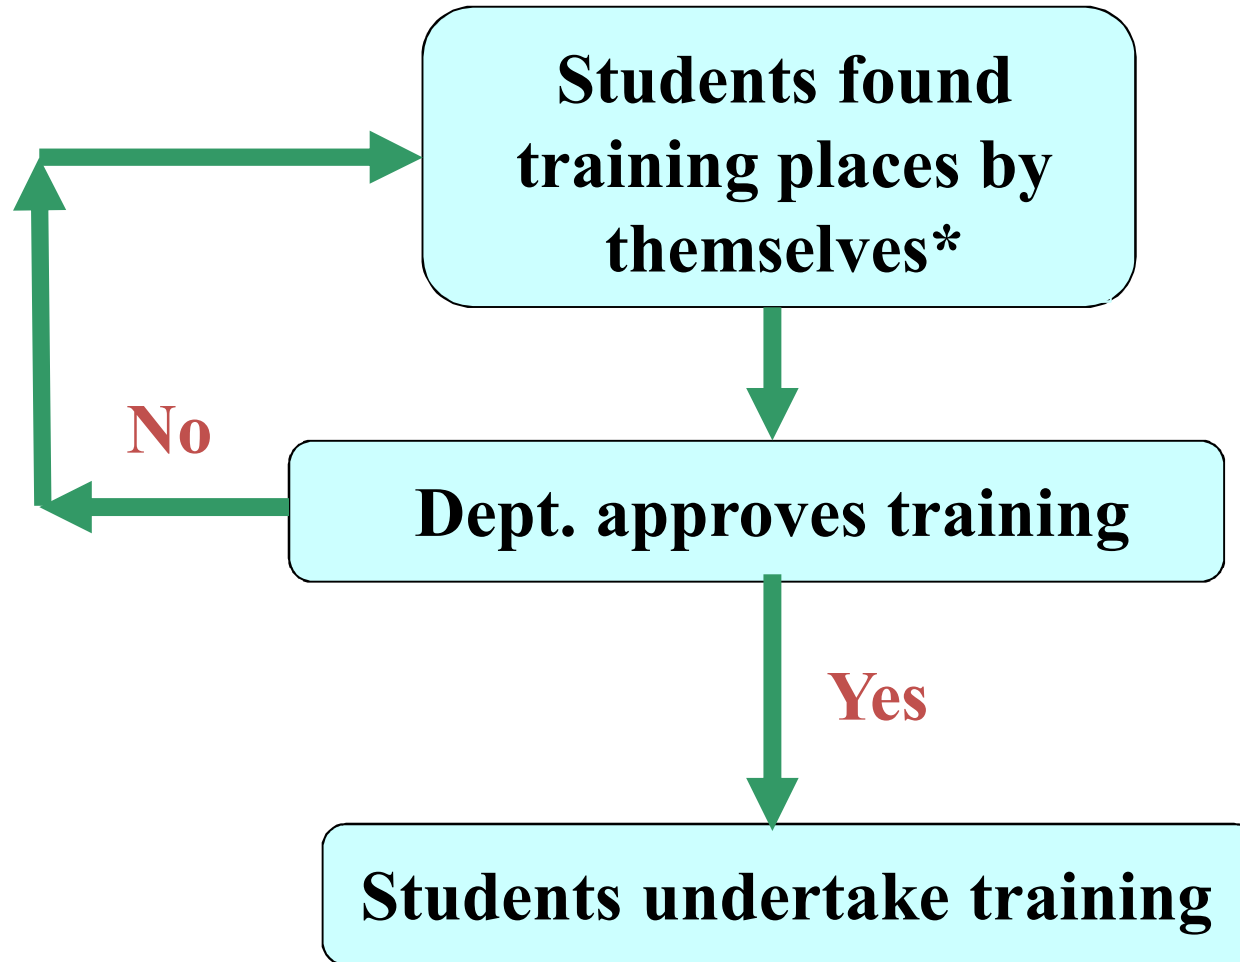 Students found
training places by
themselves*
No
Dept. approves training
Yes
Students undertake training